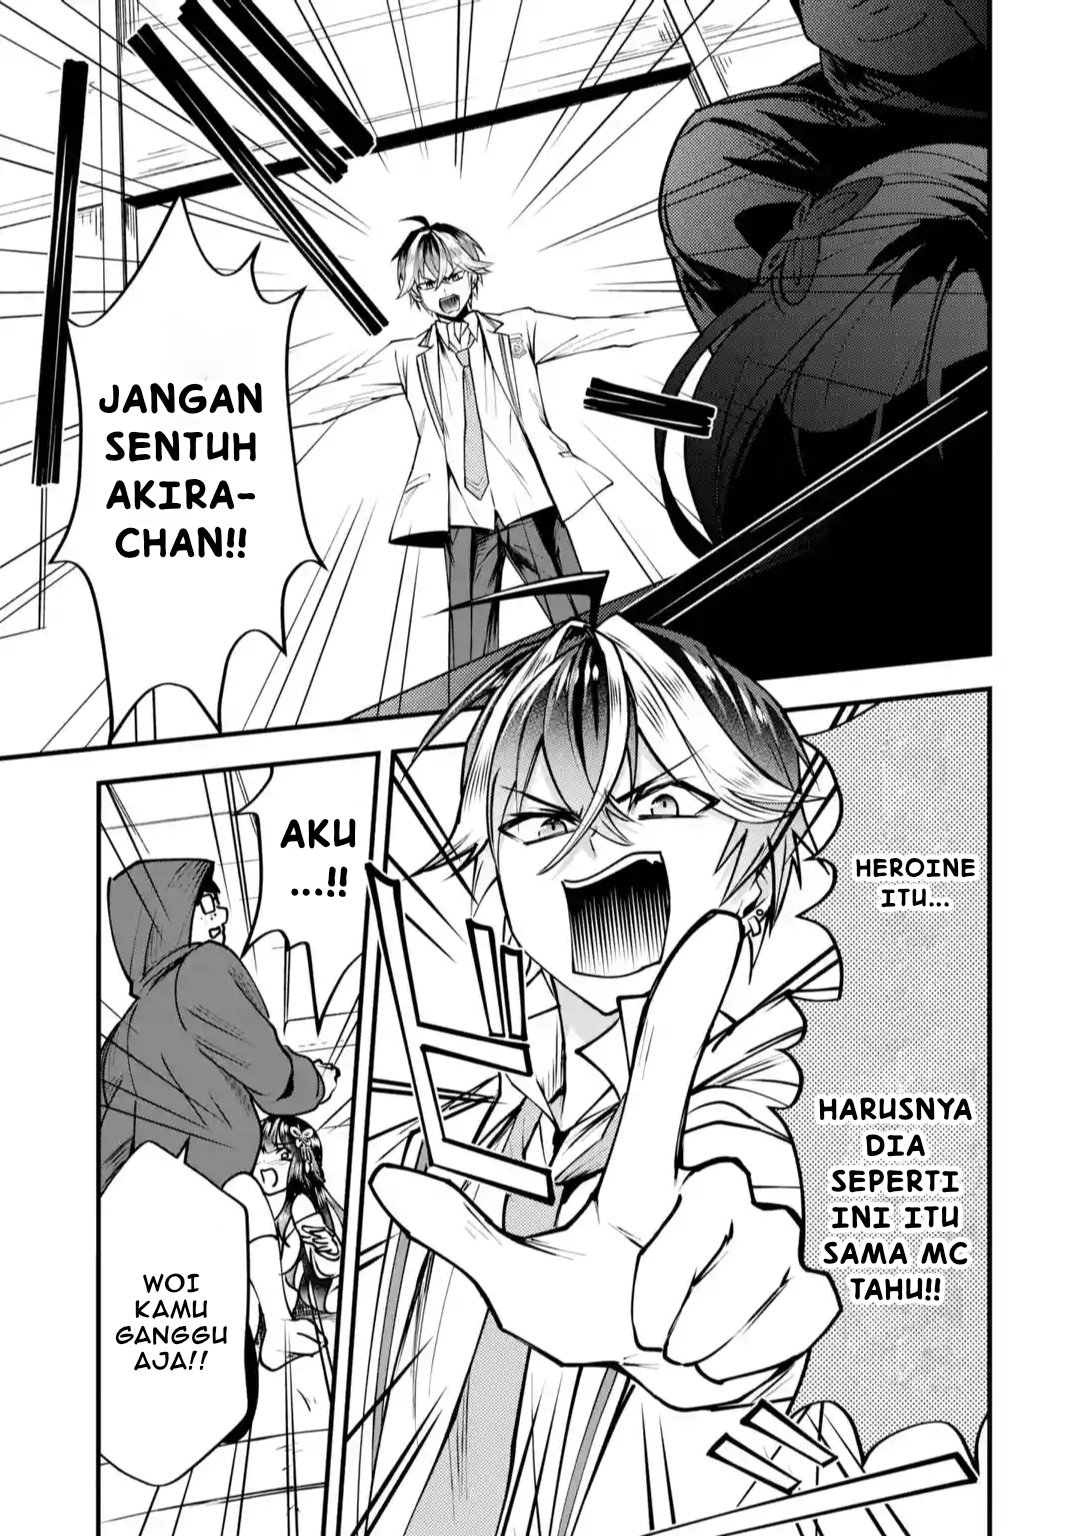 JANGAN
SENTUH
AKIRA-
CHAN!!
HEROINE
ITU...
HARUSNYA
DIA
SEPERTI
INI ITU
SAMA MC
TAHU!!
AKU
...!!
WOI
KAMU
GANGGU
AJA!!